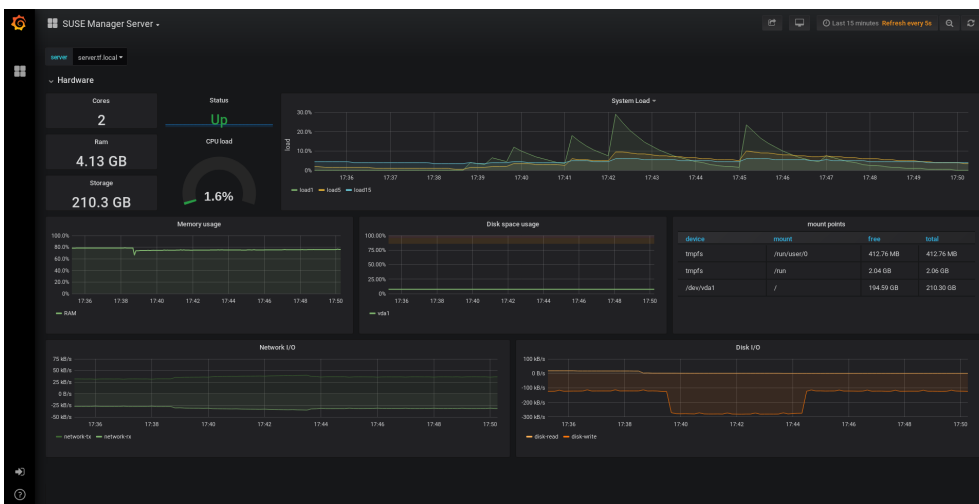 SUSE Manager Server
Last 15 minutes Refresh every 5s
server server.tf.local
Hardware
Cores
2
Status
Up
Ram
4.13 GB
CPU load
1.6%
Storage
210.3 GB
System Load
load
30.0%
20.0%
10.0%
0%
17:36 17:37 17:38 17:39 17:40 17:41 17:42 17:43 17:44 17:45 17:46 17:47 17:48 17:49 17:50
load1 load5 load15
Memory usage
100.0%
80.0%
60.0%
40.0%
20.0%
0%
17:36 17:38 17:40 17:42 17:44 17:46 17:48 17:50
RAM
Disk space usage
100.00%
75.00%
50.00%
25.00%
0%
17:36 17:38 17:40 17:42 17:44 17:46 17:48 17:50
vda1
mount points
device mount free total
tmpfs /run/user/0 412.76 MB 412.76 MB
tmpfs /run 2.04 GB 2.06 GB
/dev/vda1 / 194.59 GB 210.30 GB
Network I/O
75 kB/s
50 kB/s
25 kB/s
0 B/s
-25 kB/s
-50 kB/s
17:36 17:38 17:40 17:42 17:44 17:46 17:48 17:50
network-tx network-rx
Disk I/O
100 kB/s
0 B/s
-100 kB/s
-200 kB/s
-300 kB/s
17:36 17:38 17:40 17:42 17:44 17:46 17:48 17:50
disk-read disk-write